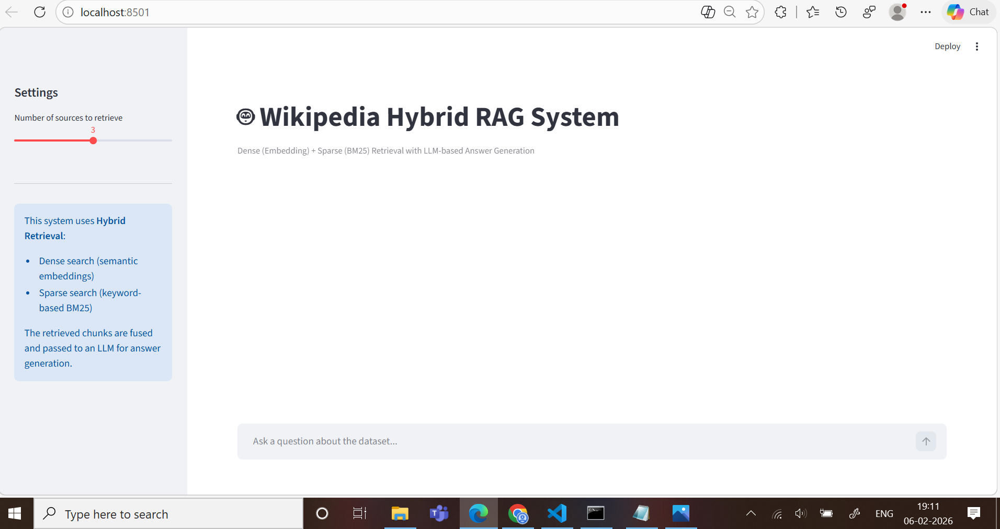 localhost:8501
Chat
Deploy
Settings
Number of sources to retrieve
3
This system uses Hybrid
Retrieval:
• Dense search (semantic
embeddings)
• Sparse search (keyword-
based BM25)
The retrieved chunks are fused
and passed to an LLM for answer
generation.
Wikipedia Hybrid RAG System
Dense (Embedding) + Sparse (BM25) Retrieval with LLM-based Answer Generation
Ask a question about the dataset...
Type here to search
ENG
19:11
06-02-2026